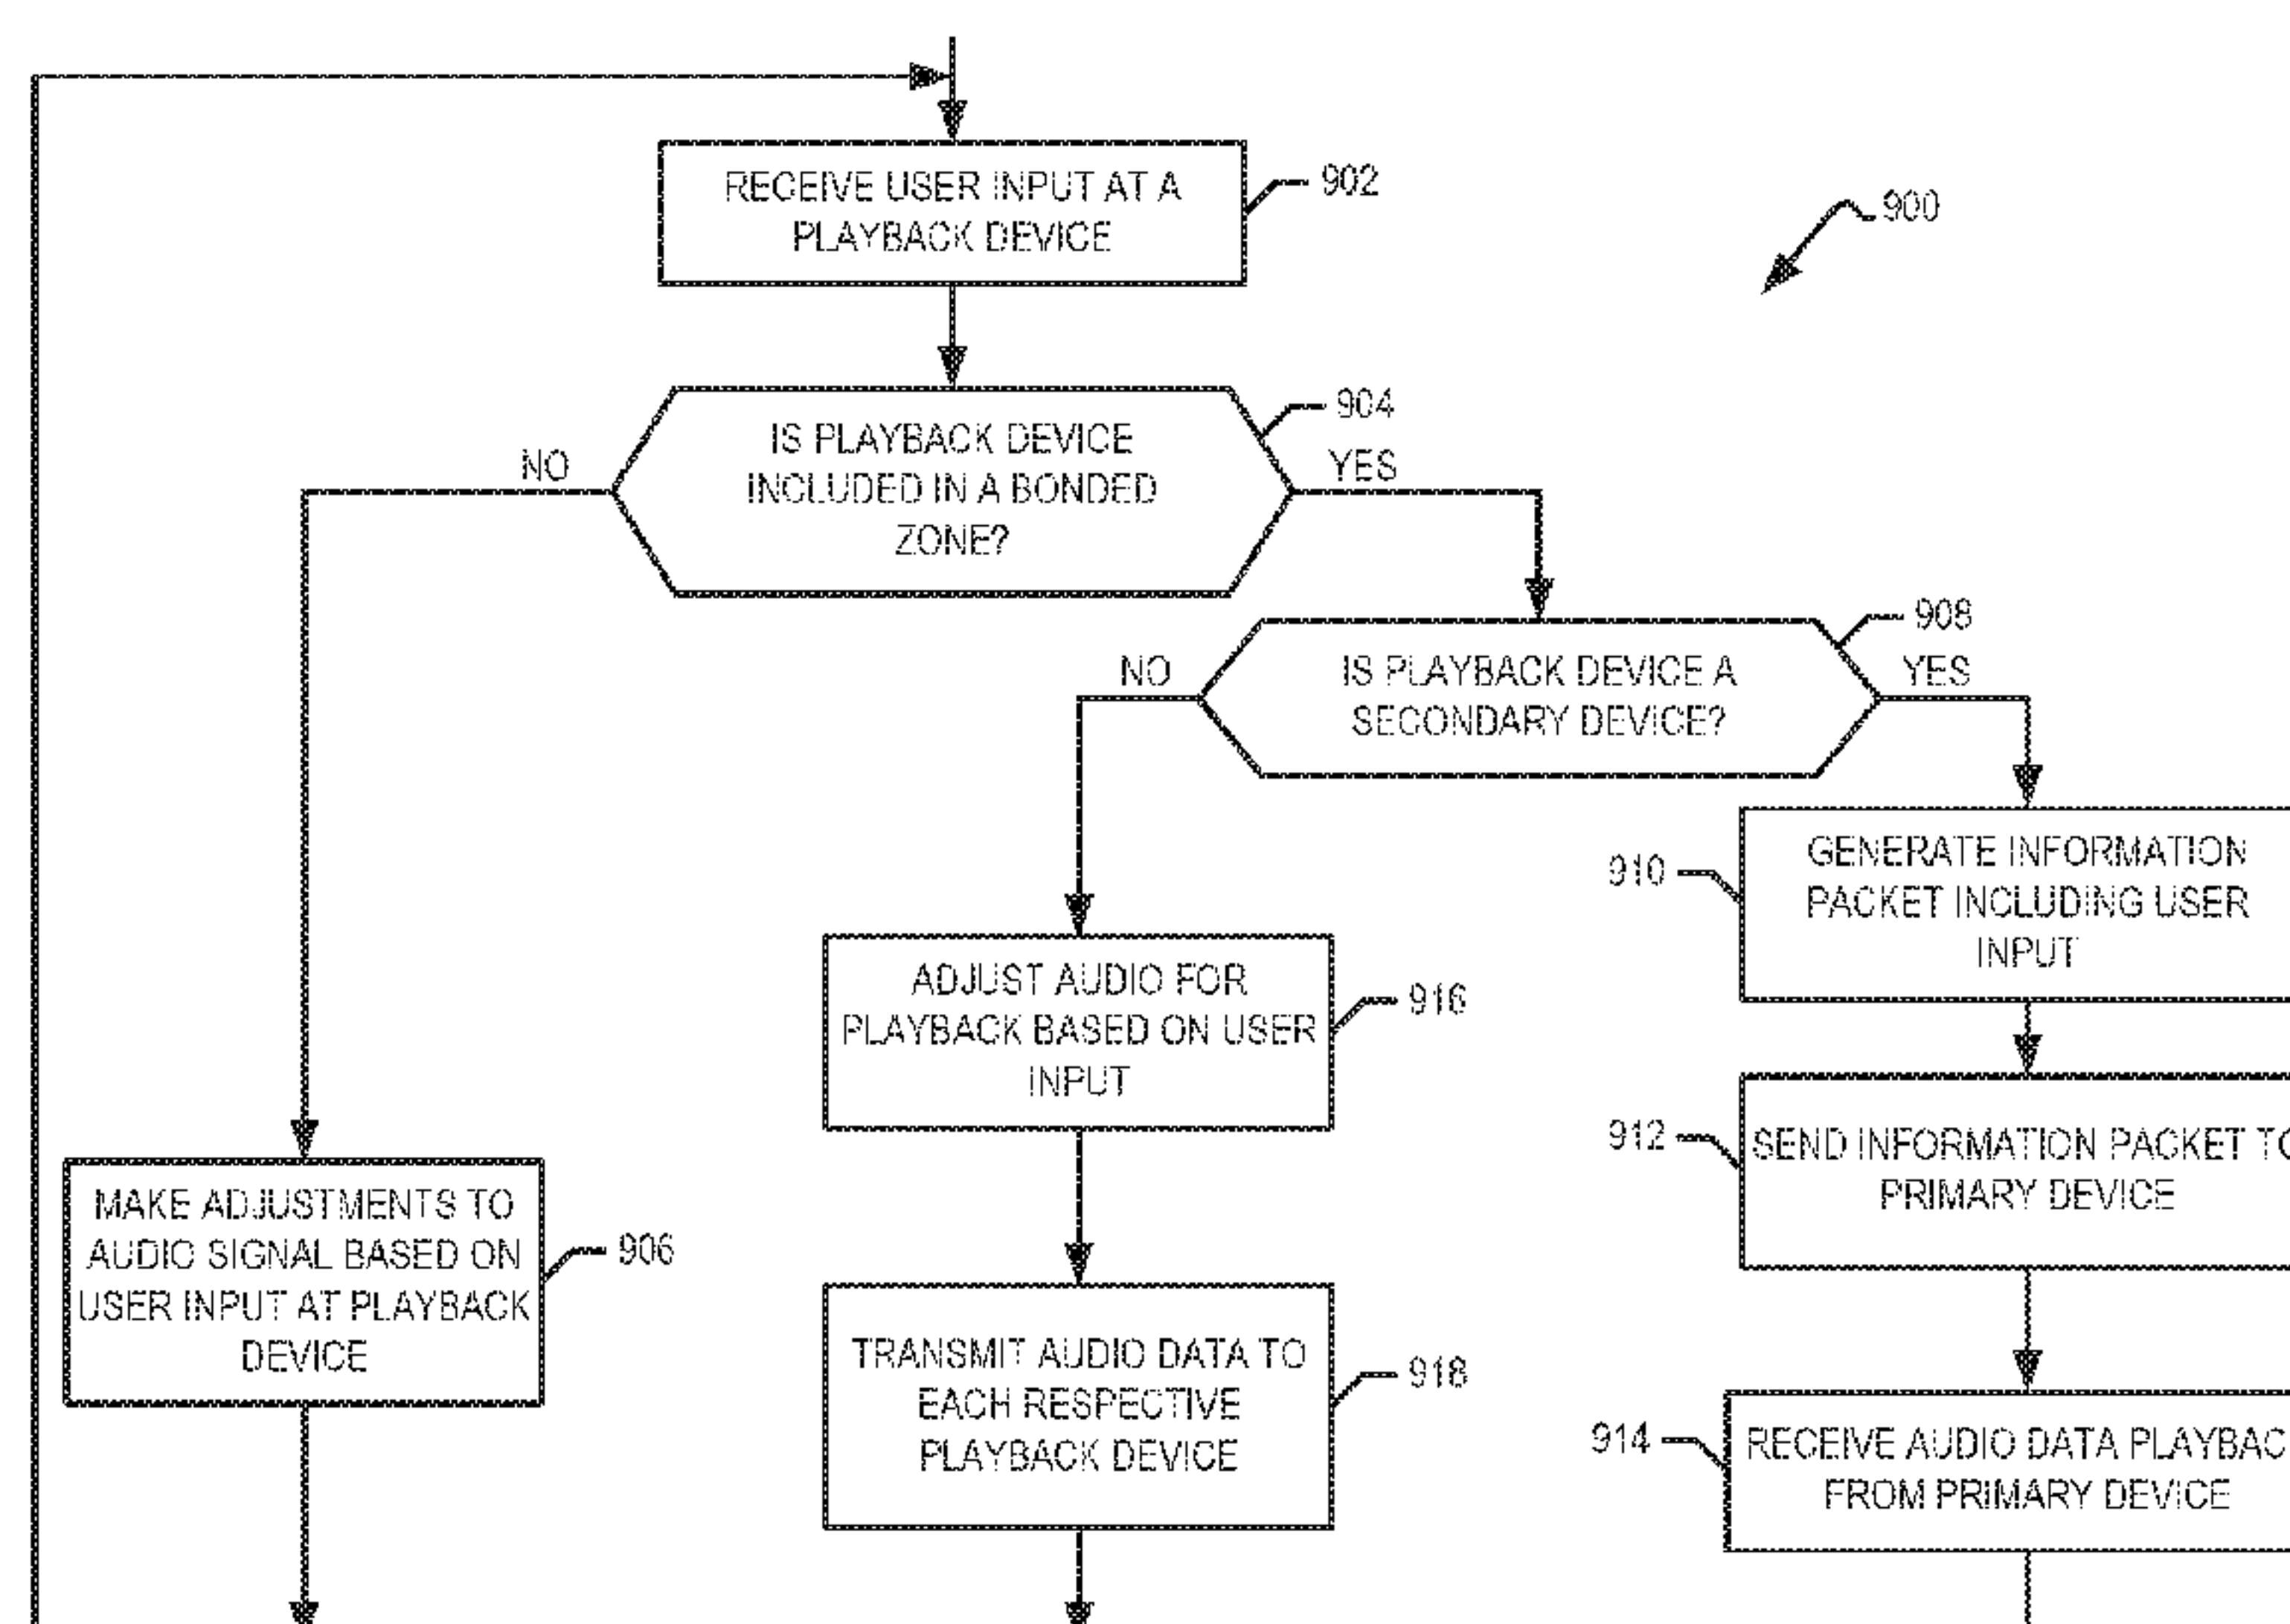 RECEIVE USER INPUT AT A
PLAYBACK DEVICE
902
900
IS PLAYBACK DEVICE
INCLUDED IN A BONDED
ZONE?
904
NO
YES
IS PLAYBACK DEVICE A
SECONDARY DEVICE?
908
NO
YES
GENERATE INFORMATION
PACKET INCLUDING USER
INPUT
910
ADJUST AUDIO FOR
PLAYBACK BASED ON USER
INPUT
916
SEND INFORMATION PACKET TO
PRIMARY DEVICE
912
MAKE ADJUSTMENTS TO
AUDIO SIGNAL BASED ON
USER INPUT AT PLAYBACK
DEVICE
906
TRANSMIT AUDIO DATA TO
EACH RESPECTIVE
PLAYBACK DEVICE
918
RECEIVE AUDIO DATA PLAYBAC
FROM PRIMARY DEVICE
914